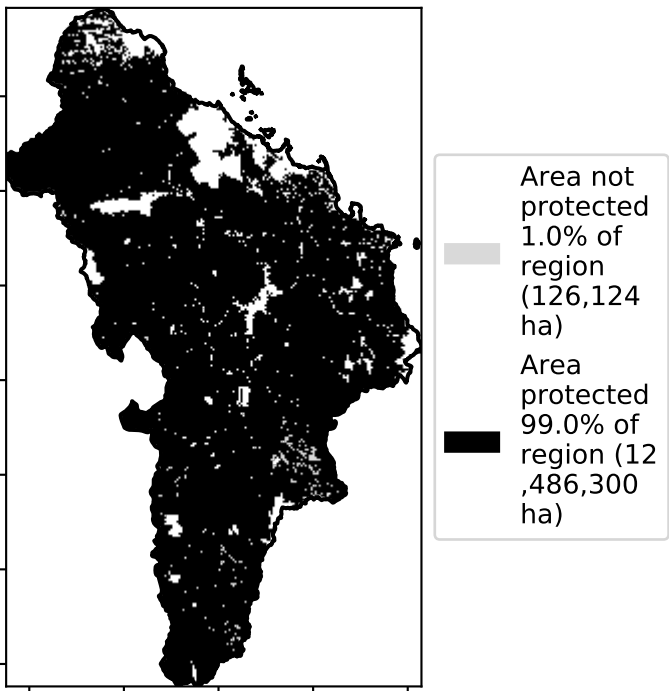 Area not
protected
1.0% of
region
(126,124
ha)
Area
protected
99.0% of
region (12
,486,300
ha)